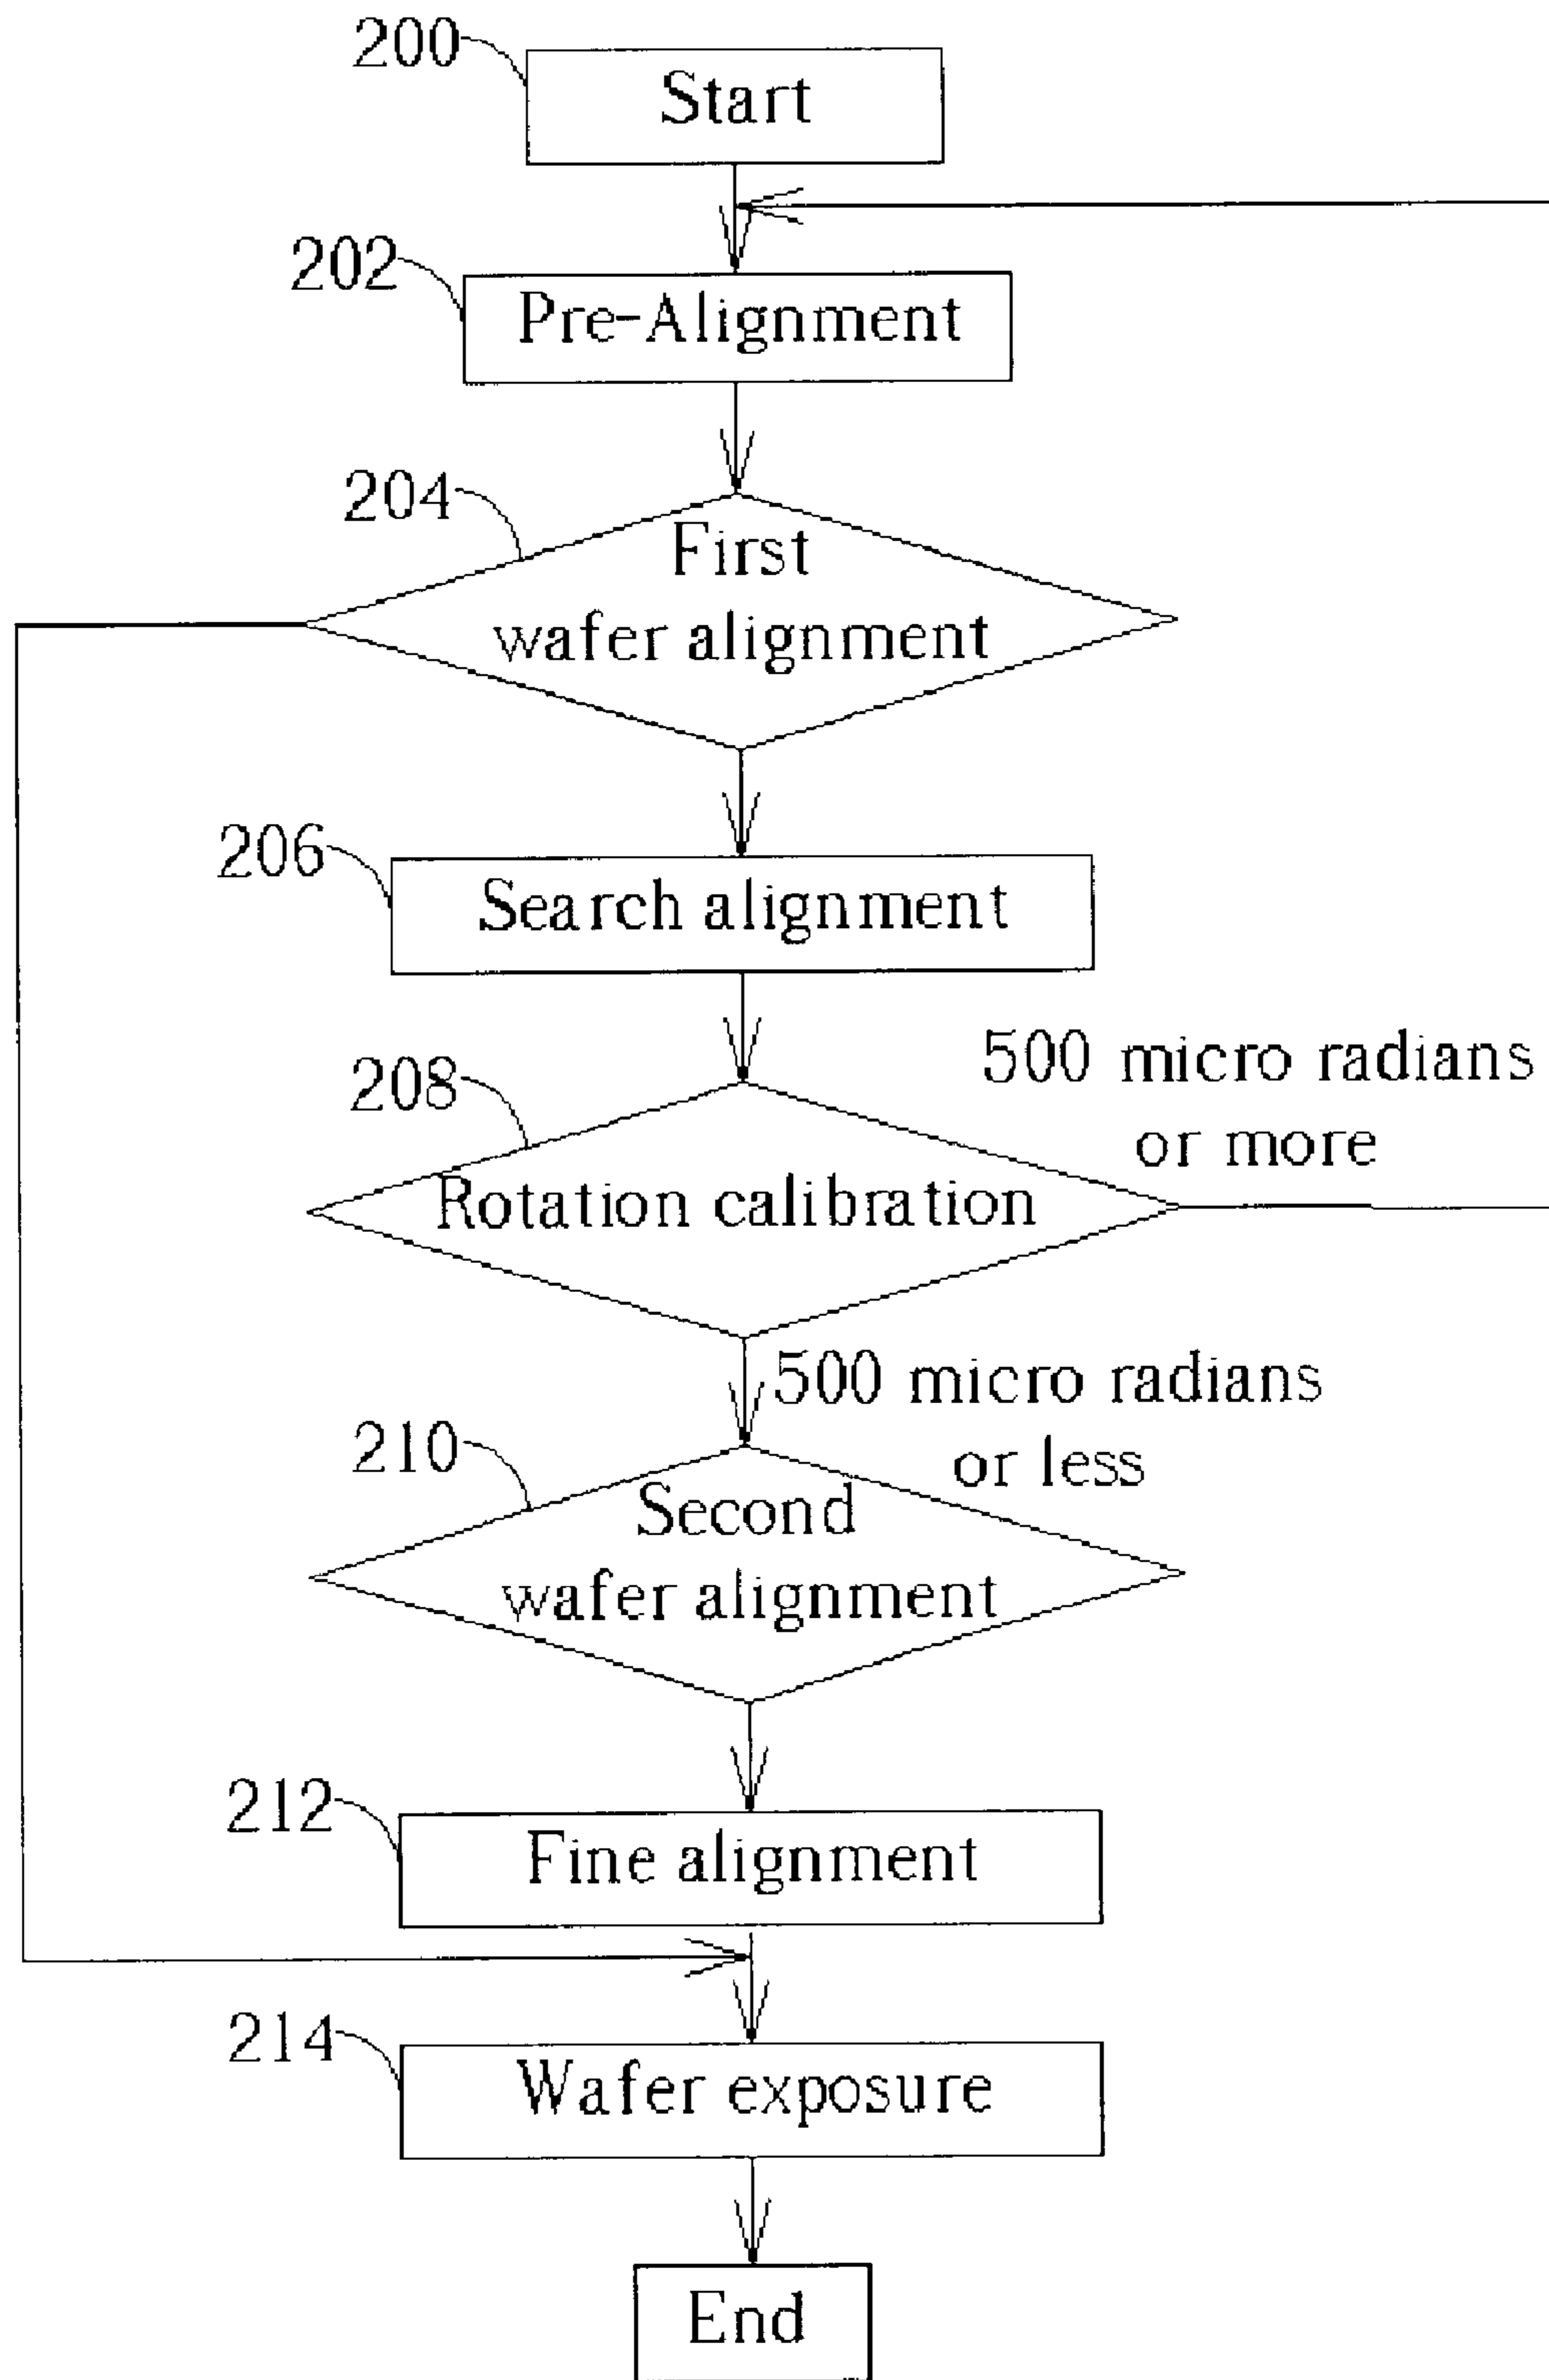 200
Start
202
Pre-Alignment
204
First
wafer alignment
206
Search alignment
500 micro radians
or more
208
Rotation calibration
500 micro radians
or less
210
Second
wafer alignment
212
Fine alignment
214
Wafer exposure
End